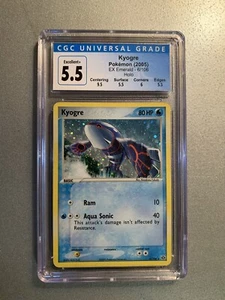 CGC UNIVERSAL GRADE
Excellent+
5.5
Kyogre
Pokémon (2005)
EX Emerald - 6/106
Holo
Centering
Surface
Corners
Edges
9.5
5.5
6
5.5
Kyogre
80 HP
Ram
10
Aqua Sonic
40
This attack's damage isn't affected by
Resistance.